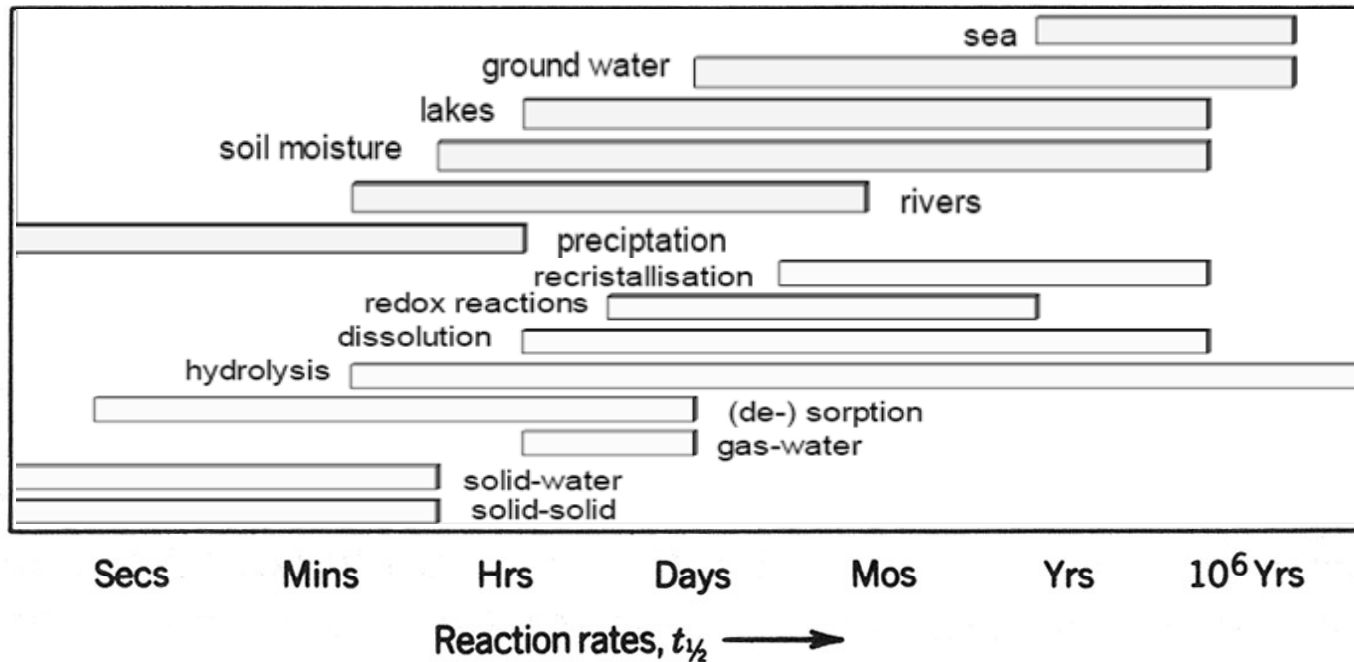 sea
ground water
lakes
soil moisture
rivers
preciptation
recristallisation
redox reactions
dissolution
hydrolysis
(de-) sorption
gas-water
solid-water
solid-solid
Secs Mins Hrs Days Mos Yrs 10⁶ Yrs
Reaction rates, t½